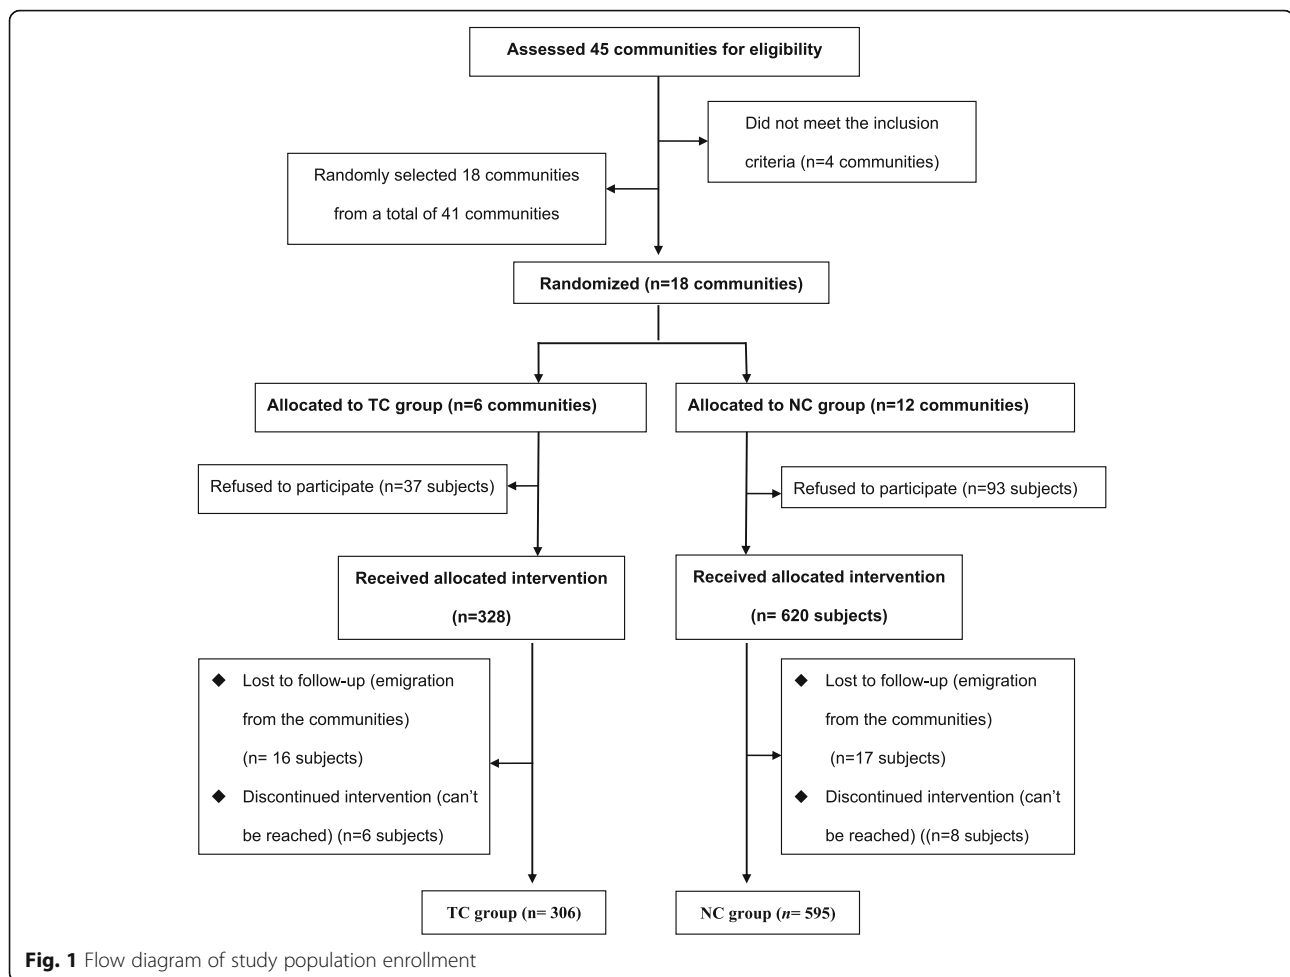 Assessed 45 communities for eligibility
Did not meet the inclusion
criteria (n=4 communities)
Randomly selected 18 communities
from a total of 41 communities
Randomized (n=18 communities)
Allocated to TC group (n=6 communities)
Allocated to NC group (n=12 communities)
Refused to participate (n=37 subjects)
Refused to participate (n=93 subjects)
Received allocated intervention
(n=328)
Received allocated intervention
(n= 620 subjects)
◆ Lost to follow-up (emigration
from the communities)
(n= 16 subjects)
◆ Discontinued intervention (can't
be reached) (n=6 subjects)
◆ Lost to follow-up (emigration
from the communities)
(n=17 subjects)
◆ Discontinued intervention (can't
be reached) ((n=8 subjects)
TC group (n= 306)
NC group (n= 595)
Fig. 1 Flow diagram of study population enrollment